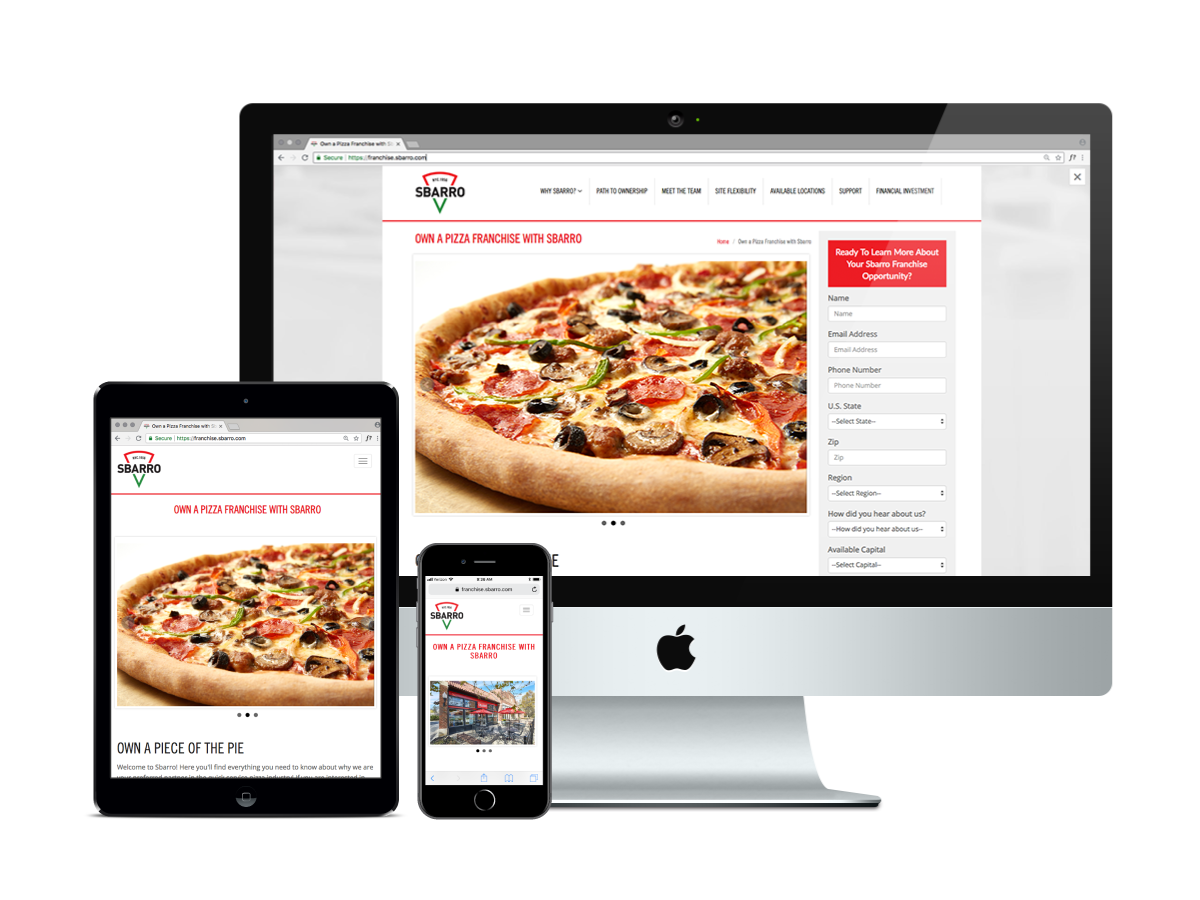 Own a Pizza Franchise with Sb
Secure https://franchise.sbarro.com
EST. 1956
SBARRO
WHY SBARRO?
PATH TO OWNERSHIP
MEET THE TEAM
SITE FLEXIBILITY
AVAILABLE LOCATIONS
SUPPORT
FINANCIAL INVESTMENT
OWN A PIZZA FRANCHISE WITH SBARRO
Home / Own a Pizza Franchise with Sbarro
Ready To Learn More About
Your Sbarro Franchise
Opportunity?
Name
Name
Email Address
Email Address
Phone Number
Phone Number
U.S. State
--Select State--
Zip
Zip
Region
--Select Region--
How did you hear about us?
--How did you hear about us--
Available Capital
--Select Capital--
Own a Pizza Franchise with Sb
Secure https://franchise.sbarro.com
SBARRO
OWN A PIZZA FRANCHISE WITH SBARRO
OWN A PIECE OF THE PIE
Welcome to Sbarro! Here you'll find everything you need to know about why we are
Verizon
8:26 AM
franchise.sbarro.com
SBARRO
OWN A PIZZA FRANCHISE WITH
SBARRO